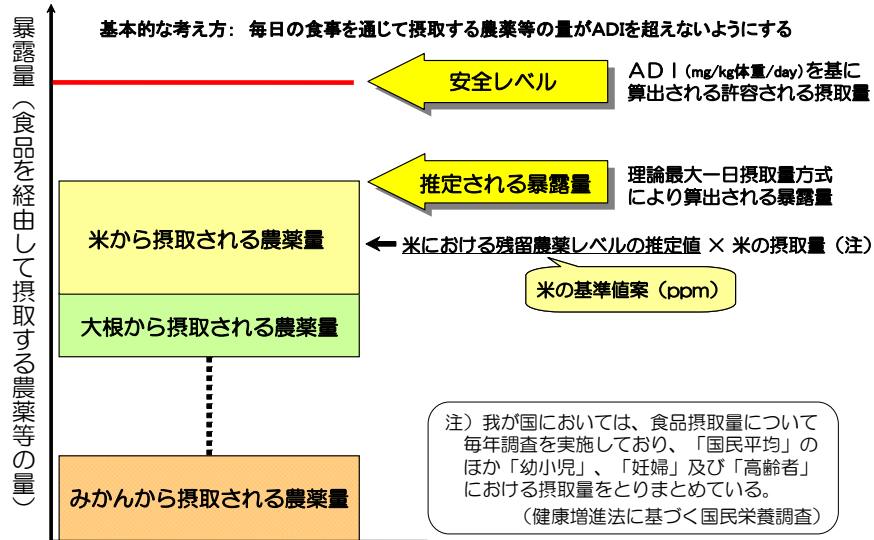 基本的な考え方： 毎日の食事を通じて摂取する農薬等の量がADIを超えないようにする
暴露量（食品を経由して摂取する農薬等の量）
安全レベル
ADI(mg/kg体重/day)を基に
算出される許容される摂取量
推定される暴露量
理論最大一日摂取量方式
により算出される暴露量
米から摂取される農薬量
米における残留農薬レベルの推定値 × 米の摂取量（注）
米の基準値案（ppm）
大根から摂取される農薬量
みかんから摂取される農薬量
注）我が国においては、食品摂取量について
毎年調査を実施しており、「国民平均」の
ほか「幼小児」、「妊婦」及び「高齢者」
における摂取量をとりまとめている。
（健康増進法に基づく国民栄養調査）